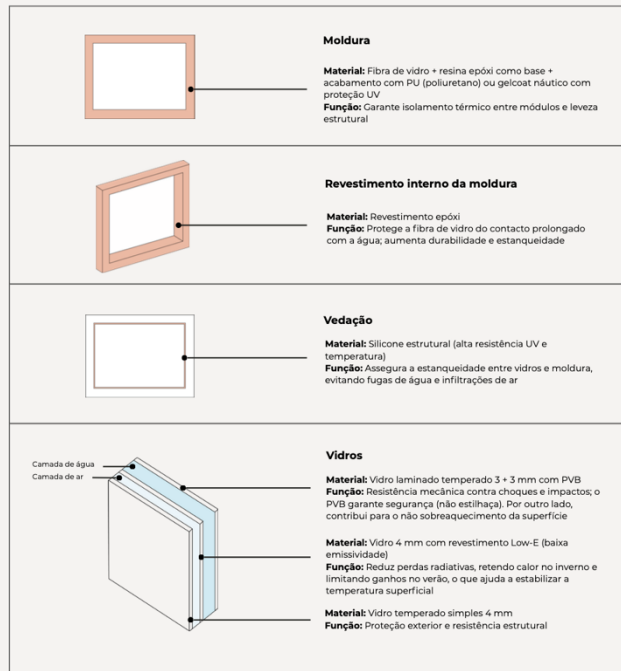 Moldura
Material: Fibra de vidro + resina epóxi como base +
acabamento com PU (poliuretano) ou gelcoat náutico com
proteção UV
Função: Garante isolamento térmico entre módulos e leveza
estrutural
Revestimento interno da moldura
Material: Revestimento epóxi
Função: Protege a fibra de vidro do contacto prolongado
com a água; aumenta durabilidade e estanqueidade
Vedação
Material: Silicone estrutural (alta resistência UV e
temperatura)
Função: Assegura a estanqueidade entre vidros e moldura,
evitando fugas de água e infiltrações de ar
Vidros
Camada de água
Camada de ar
Material: Vidro laminado temperado 3 + 3 mm com PVB
Função: Resistência mecânica contra choques e impactos; o
PVB garante segurança (não estilhaça). Por outro lado,
contribui para o não sobreaquecimento da superfície
Material: Vidro 4 mm com revestimento Low-E (baixa
emissividade)
Função: Reduz perdas radiativas, retendo calor no inverno e
limitando ganhos no verão, o que ajuda a estabilizar a
temperatura superficial
Material: Vidro temperado simples 4 mm
Função: Proteção exterior e resistência estrutural